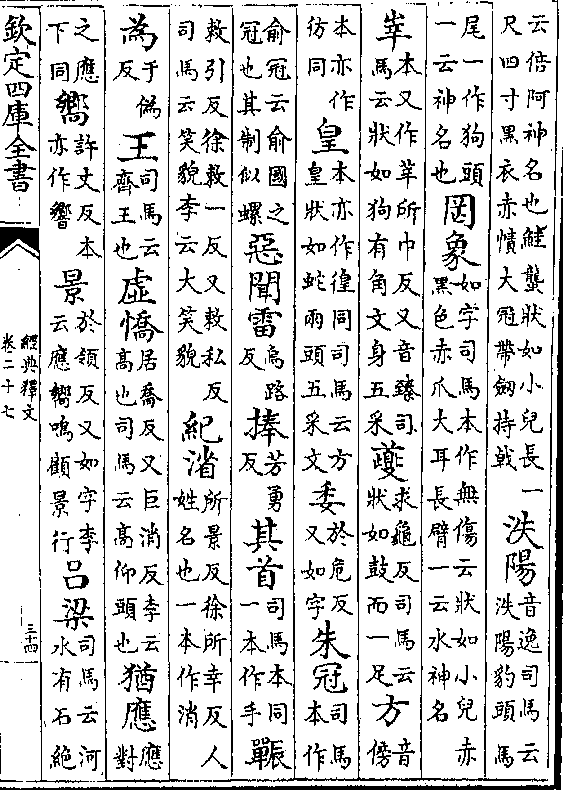 云倍阿神名也鮭蠪狀如小兒長一尺四寸黑衣赤幘大冠帶劒持戟泆陽音逸司馬云泆陽豹頭馬
尾一作狗頭一云神名也罔象如字司馬本作無傷云狀如小兒赤黑色赤爪大耳長臂一云水神名
峷本又作莘所巾反又音臻司馬云狀如狗有角文身五采夔求龜反司馬云狀如鼓而一足方音傍
本亦作彷同皇本亦作徨同司馬云方皇狀如蛇兩頭五采文委於危反又如字朱冠司馬本作
俞冠云俞國之冠也其制似螺惡聞雷烏路反捧芳勇反其首司馬本同一本作手辴
敕引反徐敕一反又敕私反司馬云笑貌李云大笑貌紀渻所景反徐所幸反人姓名也一本作消
為于偽反王司馬云齊王也虛憍居喬反又巨消反李云高也司馬云高仰頭也猶應應對
之應下同嚮許丈反本亦作響景於領反又如字李云應嚮鳴顧景行呂梁司馬云河水有石絶
欽定四庫全書
經典釋文
卷二十七
三十四